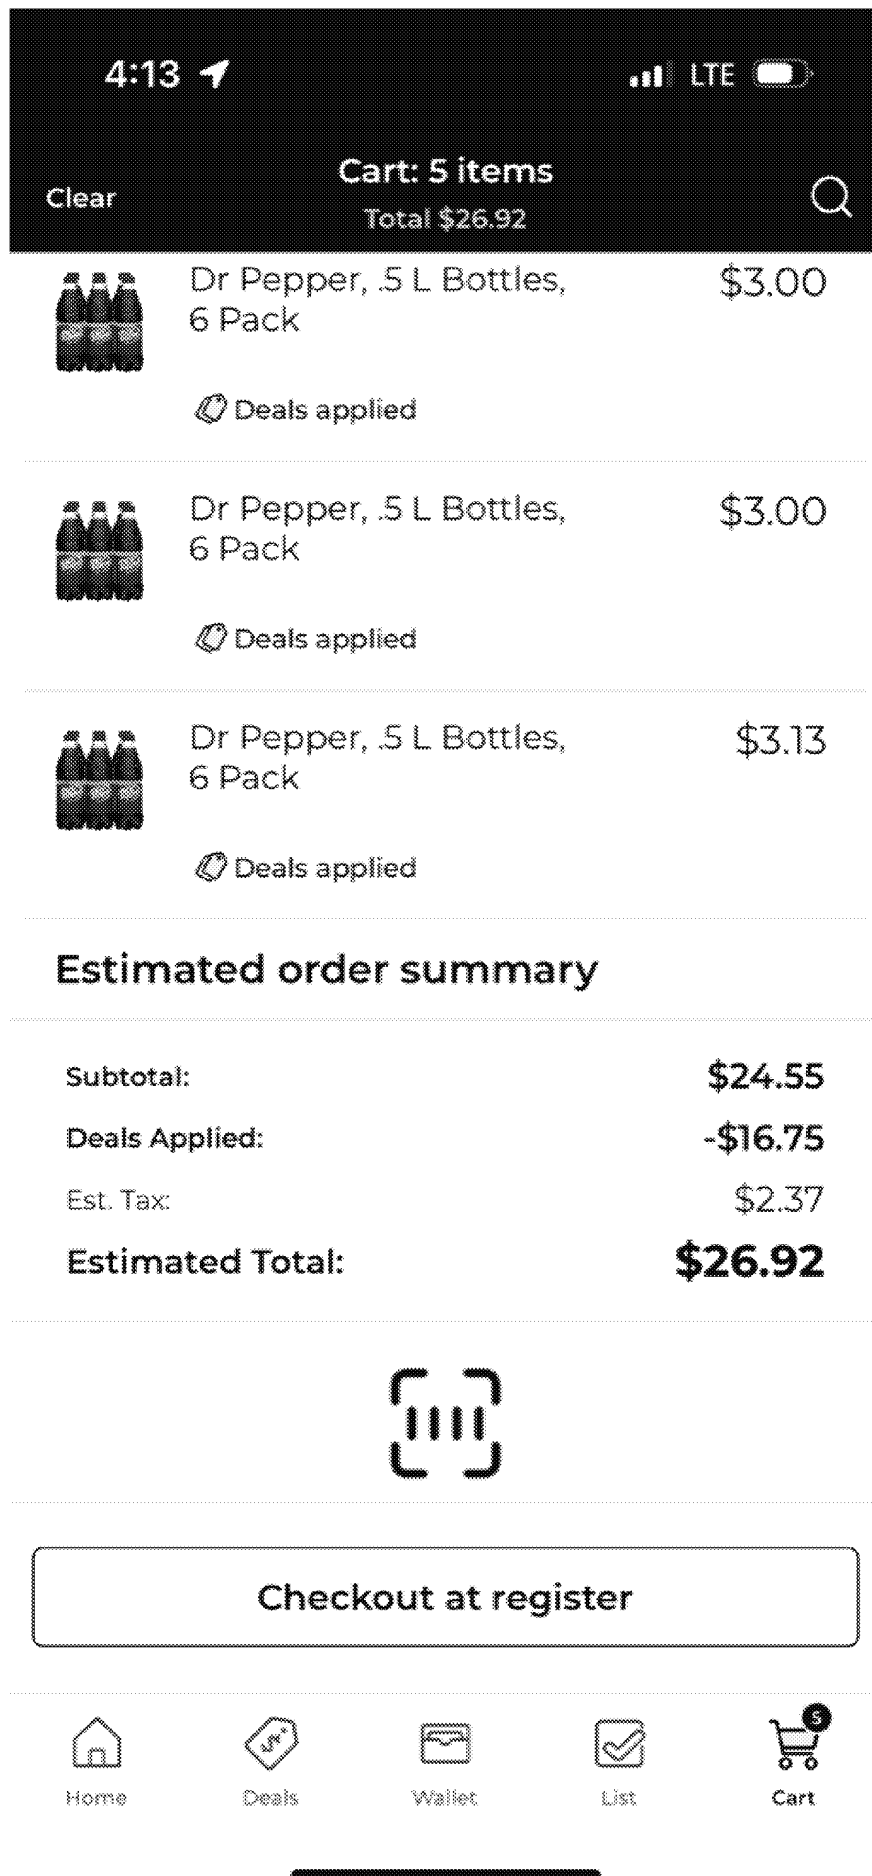 4:13 LTE
Cart: 5 items
Clear
Total $26.92
Dr Pepper, .5 L Bottles, $3.00
6 Pack
Deals applied
Dr Pepper, .5 L Bottles, $3.00
6 Pack
Deals applied
Dr Pepper, .5 L Bottles, $3.13
6 Pack
Deals applied
Estimated order summary
Subtotal: $24.55
Deals Applied: -$16.75
Est. Tax: $2.37
Estimated Total: $26.92
Checkout at register
5
Home Deals Wallet List Cart